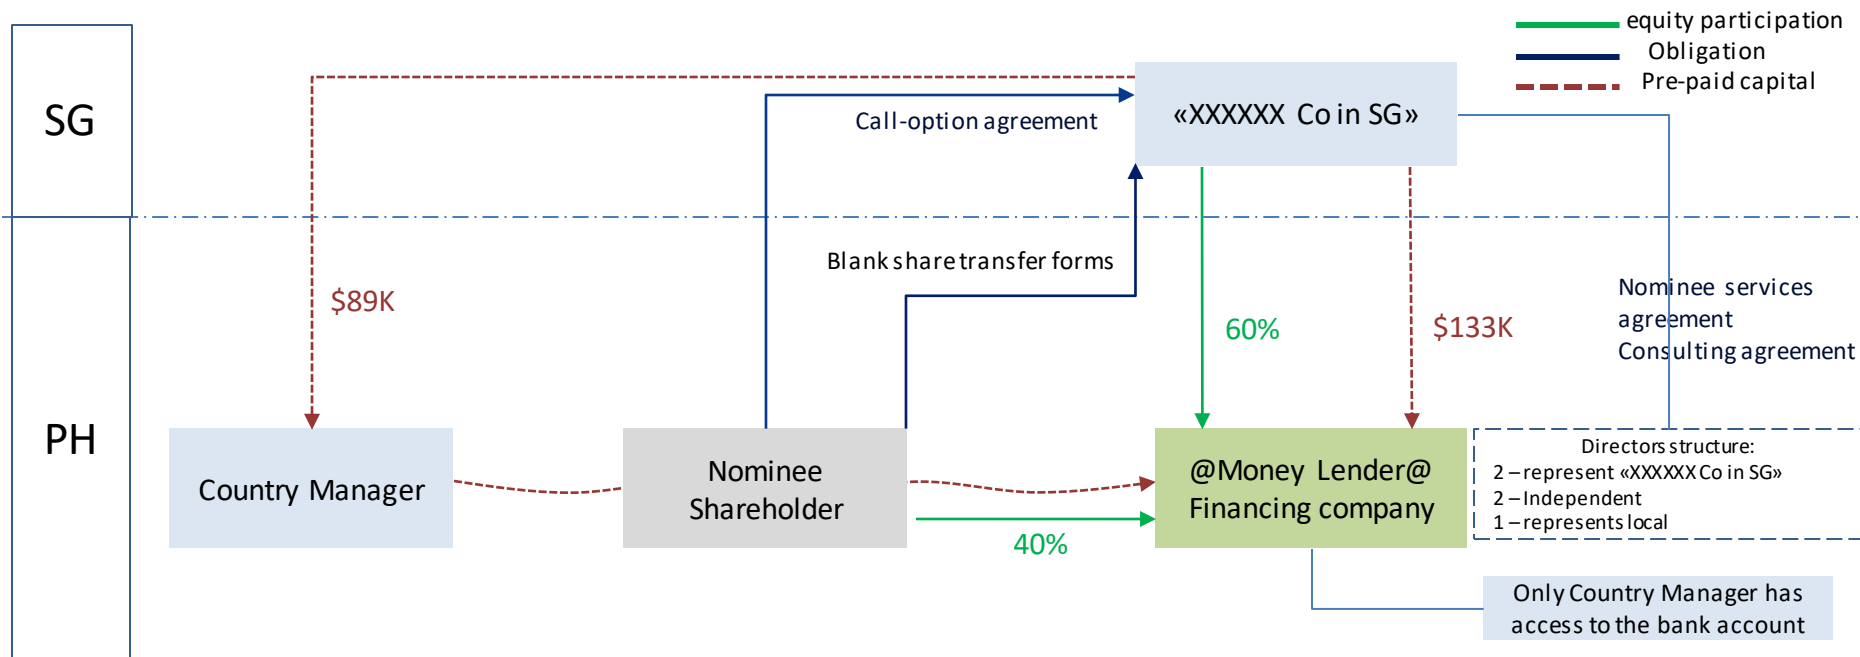 equity participation
Obligation
Pre-paid capital
SG
«XXXXXX Co in SG»
Call-option agreement
Blank share transfer forms
$89K
60%
$133K
Nominee services
agreement
Consulting agreement
PH
Country Manager
Nominee
Shareholder
40%
@Money Lender@
Financing company
Directors structure:
2 – represent «XXXXXX Co in SG»
2 – Independent
1 – represents local
Only Country Manager has
access to the bank account